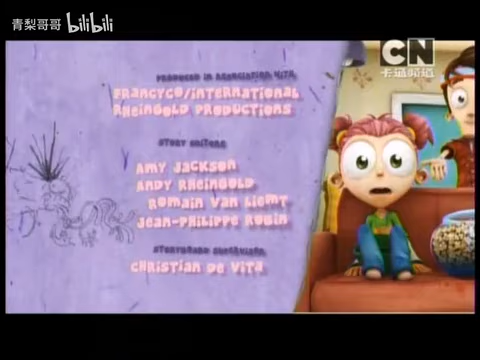 青梨哥哥 bilibili
CN
卡通頻道
PRODUCED IN ASSOCIATION WITH
FRANCYCO/INTERNATIONAL
RHEINGOLD PRODUCTIONS
STORY EDITORS
AMY JACKSON
ANDY RHEINGOLD
ROMAIN VAN LIEMT
JEAN-PHILIPPE ROBIN
STORYBOARD SUPERVISOR
CHRISTIAN DE VITA